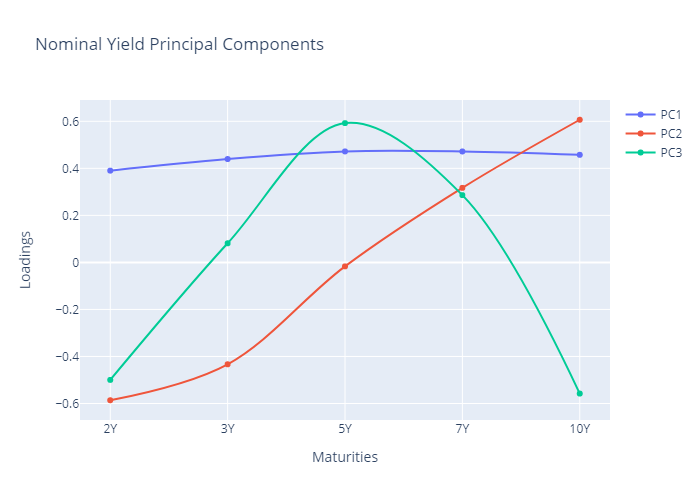 Nominal Yield Principal Components
PC1
PC2
PC3
0.6
0.4
0.2
0
−0.2
−0.4
−0.6
Loadings
2Y
3Y
5Y
7Y
10Y
Maturities